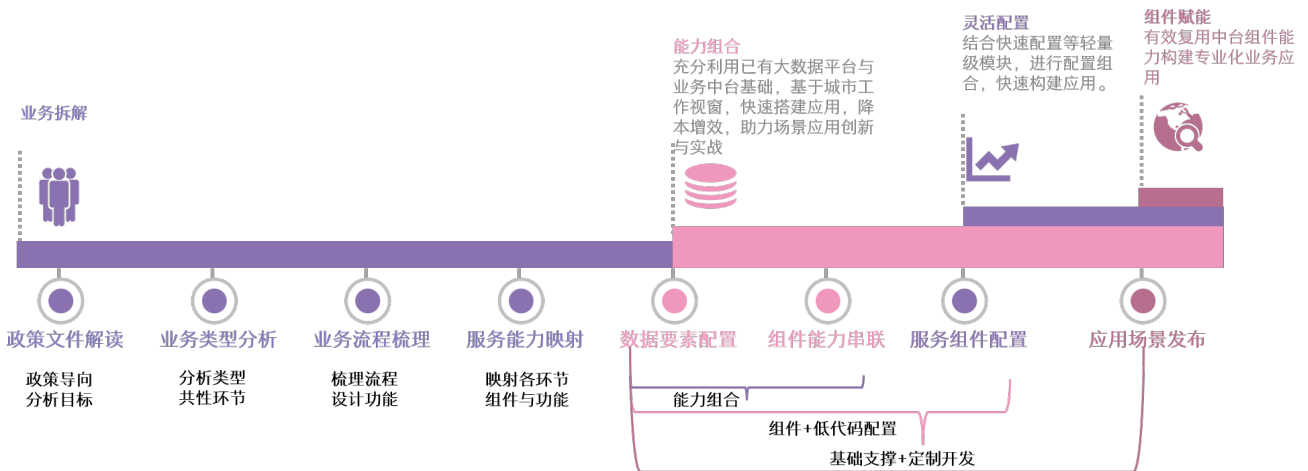 业务拆解
能力组合
充分利用已有大数据平台与
业务中台基础，基于城市工
作视窗，快速搭建应用，降
本增效，助力场景应用创新
与实战
灵活配置
结合快速配置等轻量
级模块，进行配置组
合，快速构建应用。
组件赋能
有效复用中台组件能
力构建专业化业务应
用
政策文件解读
业务类型分析
业务流程梳理
服务能力映射
数据要素配置
组件能力串联
服务组件配置
应用场景发布
政策导向
分析目标
分析类型
共性环节
梳理流程
设计功能
映射各环节
组件与功能
能力组合
组件+低代码配置
基础支撑+定制开发